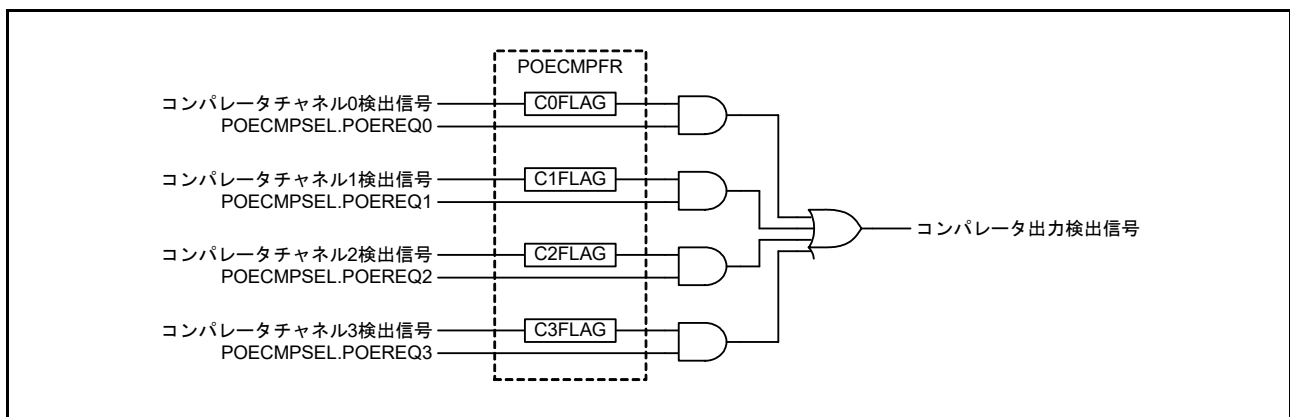 POECMPFR
コンパレータチャネル0検出信号
C0FLAG
POECMPSEL.POEREQ0
コンパレータチャネル1検出信号
C1FLAG
POECMPSEL.POEREQ1
コンパレータ出力検出信号
コンパレータチャネル2検出信号
C2FLAG
POECMPSEL.POEREQ2
コンパレータチャネル3検出信号
C3FLAG
POECMPSEL.POEREQ3